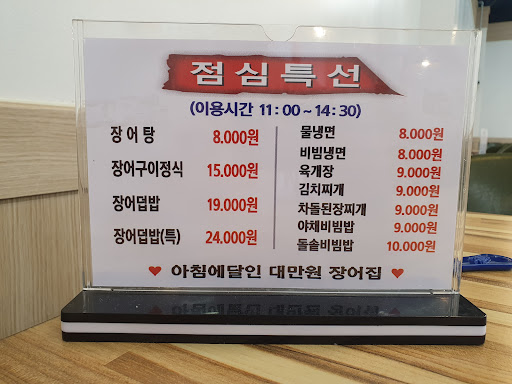 점심특선
(이용시간 11:00~14:30)
장어탕 8.000원
장어구이정식 15.000원
장어덮밥 19.000원
장어덮밥(특) 24.000원
물냉면 8.000원
비빔냉면 8.000원
육개장 9.000원
김치찌개 9.000원
차돌된장찌개 9.000원
야채비빔밥 9.000원
돌솥비빔밥 10.000원
♥ 아침에달인 대만원 장어집 ♥